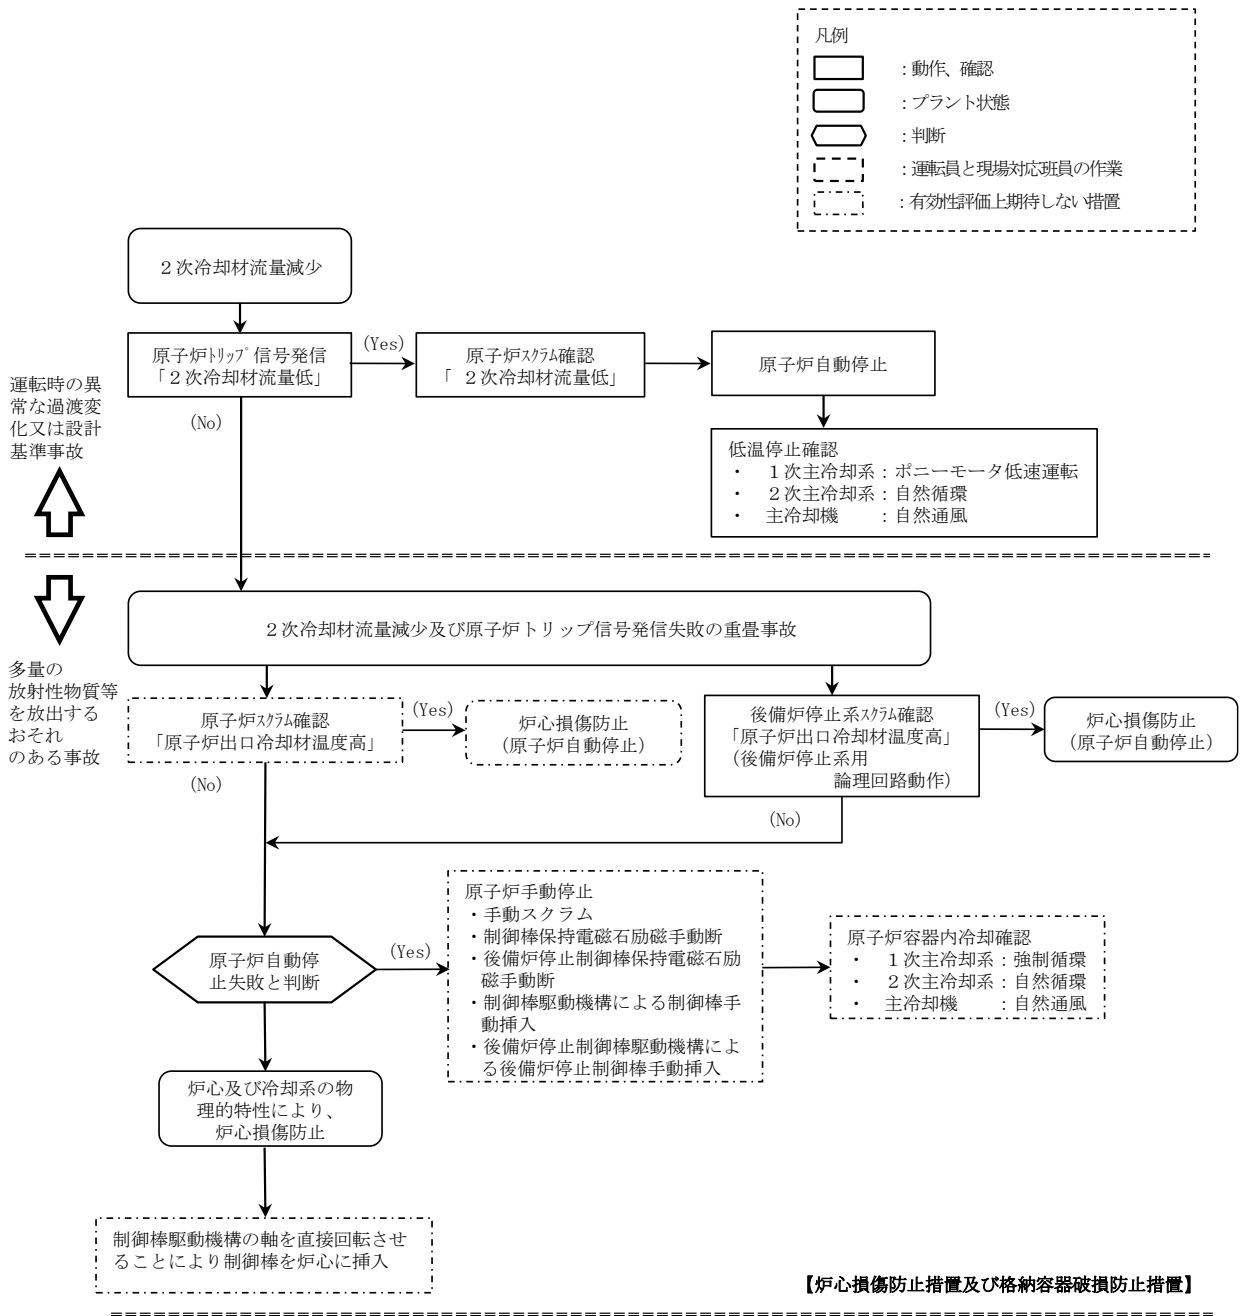 凡例
：動作、確認
：プラント状態
：判断
：運転員と現場対応班員の作業
：有効性評価上期待しない措置
２次冷却材流量減少
原子炉ﾄﾘｯﾌﾟ信号発信
「２次冷却材流量低」
(Yes)
原子炉ｽｸﾗﾑ確認
「 ２次冷却材流量低」
原子炉自動停止
(No)
運転時の異
常な過渡変
化又は設計
基準事故
低温停止確認
・ １次主冷却系：ポニーモータ低速運転
・ ２次主冷却系：自然循環
・ 主冷却機 ：自然通風
２次冷却材流量減少及び原子炉トリップ信号発信失敗の重畳事故
多量の
放射性物質等
を放出する
おそれ
のある事故
原子炉ｽｸﾗﾑ確認
「原子炉出口冷却材温度高」
(Yes)
炉心損傷防止
(原子炉自動停止)
後備炉停止系ｽｸﾗﾑ確認
「原子炉出口冷却材温度高」
(後備炉停止系用
論理回路動作)
(Yes)
炉心損傷防止
(原子炉自動停止)
(No)
(No)
原子炉自動停
止失敗と判断
(Yes)
原子炉手動停止
・手動スクラム
・制御棒保持電磁石励磁手動断
・後備炉停止制御棒保持電磁石励
磁手動断
・制御棒駆動機構による制御棒手
動挿入
・後備炉停止制御棒駆動機構によ
る後備炉停止制御棒手動挿入
原子炉容器内冷却確認
・ １次主冷却系：強制循環
・ ２次主冷却系：自然循環
・ 主冷却機 ：自然通風
炉心及び冷却系の物
理的特性により、
炉心損傷防止
制御棒駆動機構の軸を直接回転させ
ることにより制御棒を炉心に挿入
【炉心損傷防止措置及び格納容器破損防止措置】